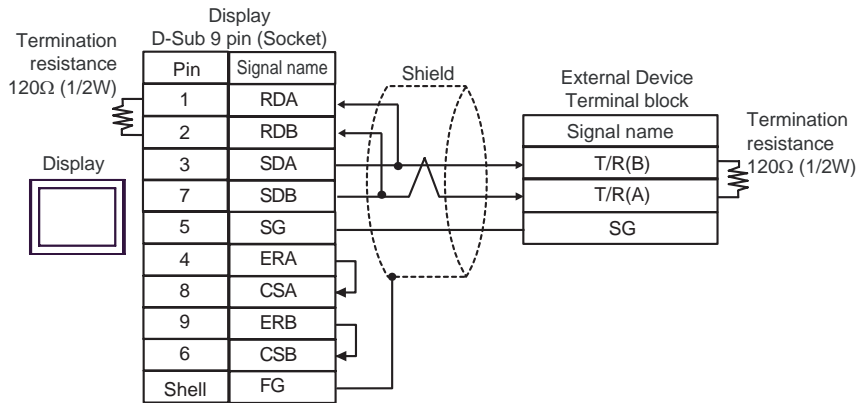 Display
D-Sub 9 pin (Socket)
Termination
resistance
120Ω (1/2W)
Pin Signal name
1 RDA
2 RDB
3 SDA
7 SDB
5 SG
4 ERA
8 CSA
9 ERB
6 CSB
Shell FG
Display
Shield
External Device
Terminal block
Signal name
T/R(B)
T/R(A)
SG
Termination
resistance
120Ω (1/2W)